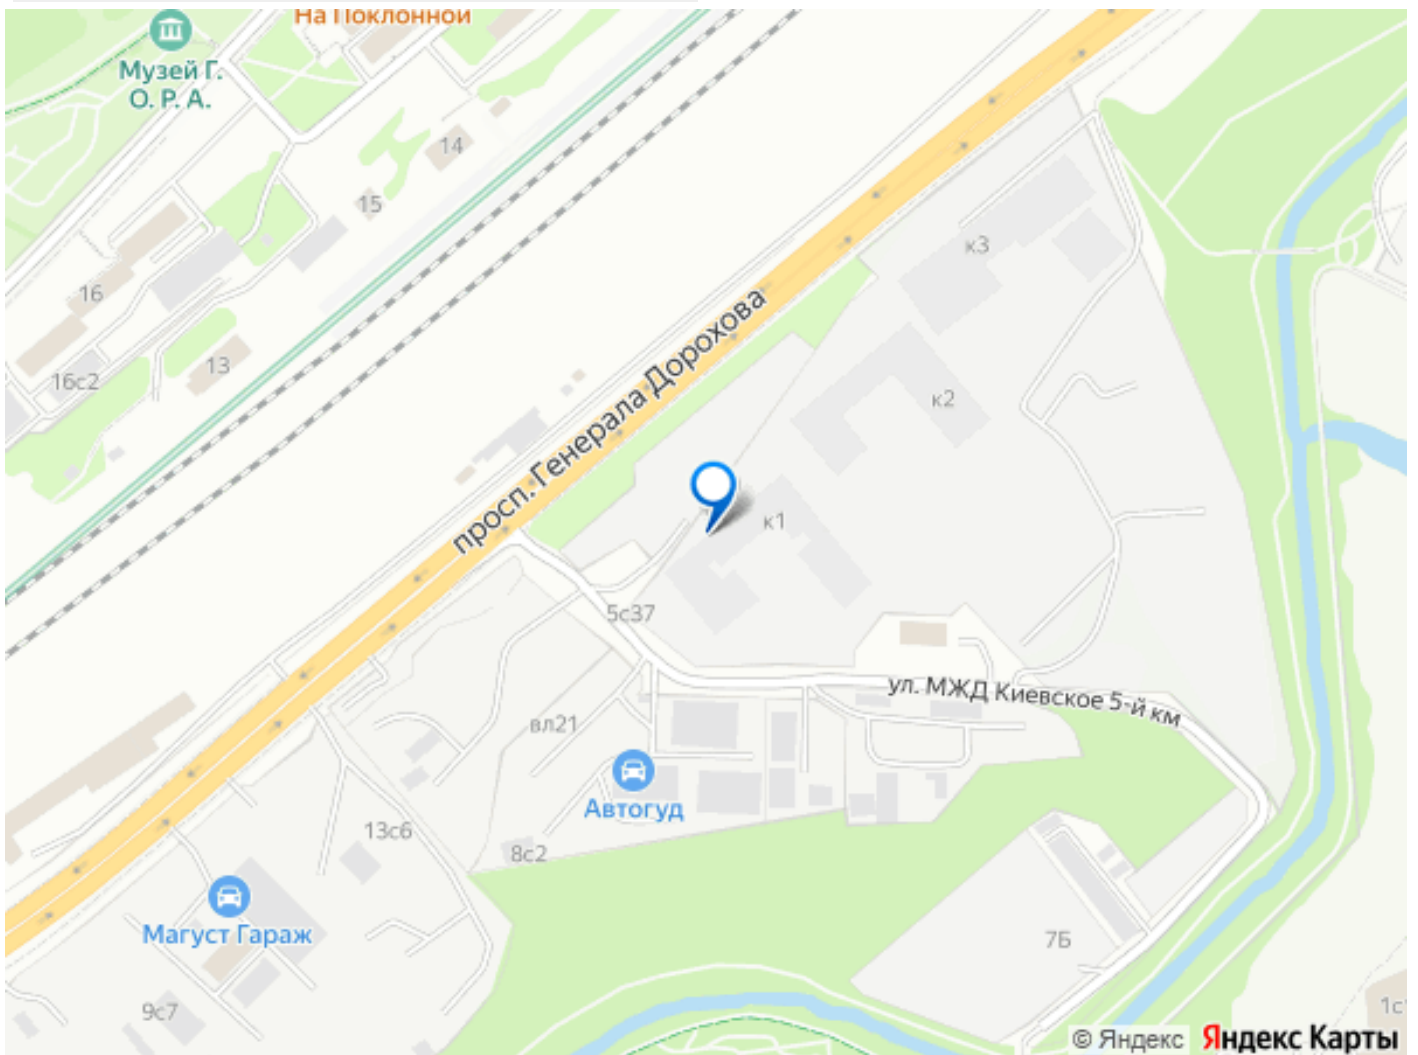 На Поклонной
Музей Г.
О. Р. А.
14
15
к3
16
просп. Генерала Дорохова
13
16с2
к2
к1
5с37
ул. МЖД Киевское 5-й км
вл21
Автогуд
13с6
8с2
Магуст Гараж
7Б
9с7
© Яндекс Яндекс Карты